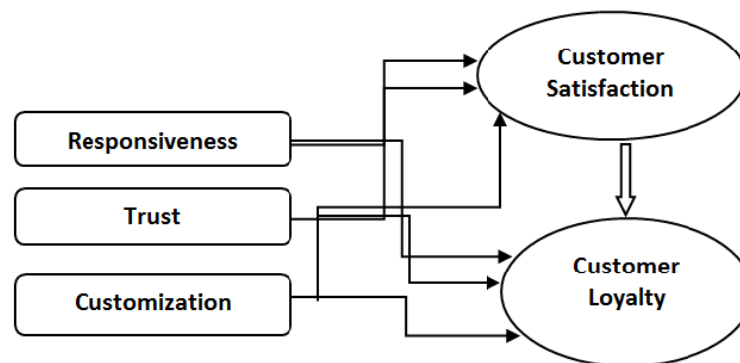 Customer
Satisfaction
Responsiveness
Trust
Customization
Customer
Loyalty